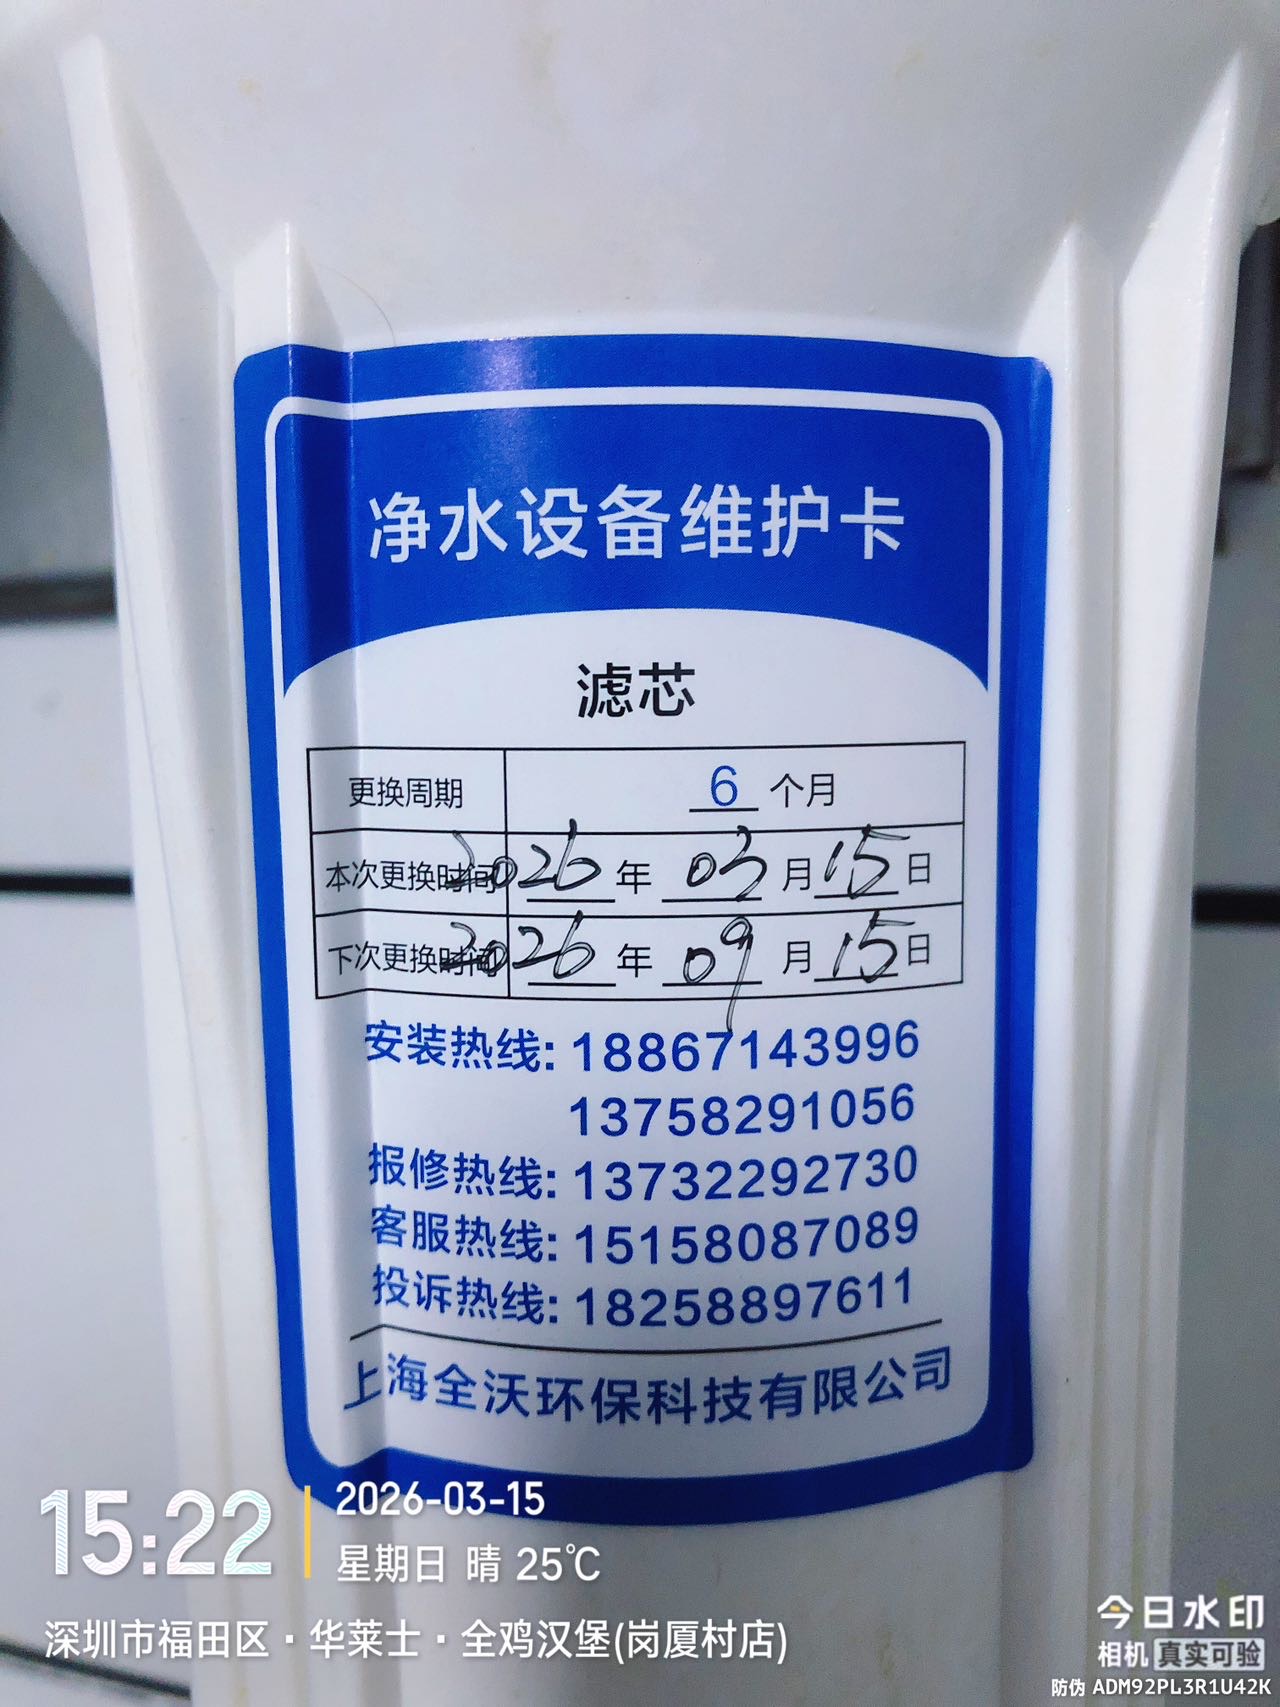 净水设备维护卡
滤芯
更换周期 6 个月
本次更换时间 2026 年 03 月 15 日
下次更换时间 2026 年 09 月 15 日
安装热线: 18867143996
13758291056
报修热线: 13732292730
客服热线: 15158087089
投诉热线: 18258897611
上海全沃环保科技有限公司
15:22
2026-03-15
星期日 晴 25℃
深圳市福田区·华莱士·全鸡汉堡(岗厦村店)
今日水印
相机 真实可验
防伪 ADM92PL3R1U42K